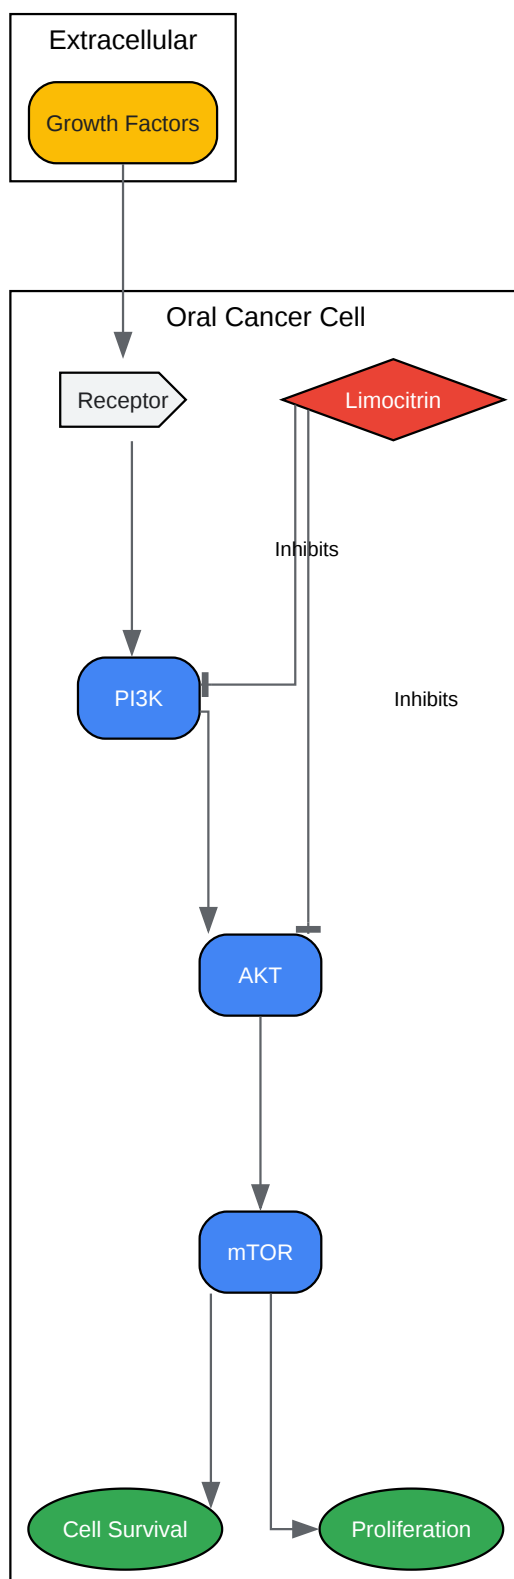 Extracellular
Growth Factors
Oral Cancer Cell
Receptor
Limocitrin
Inhibits
PI3K
Inhibits
AKT
mTOR
Cell Survival
Proliferation